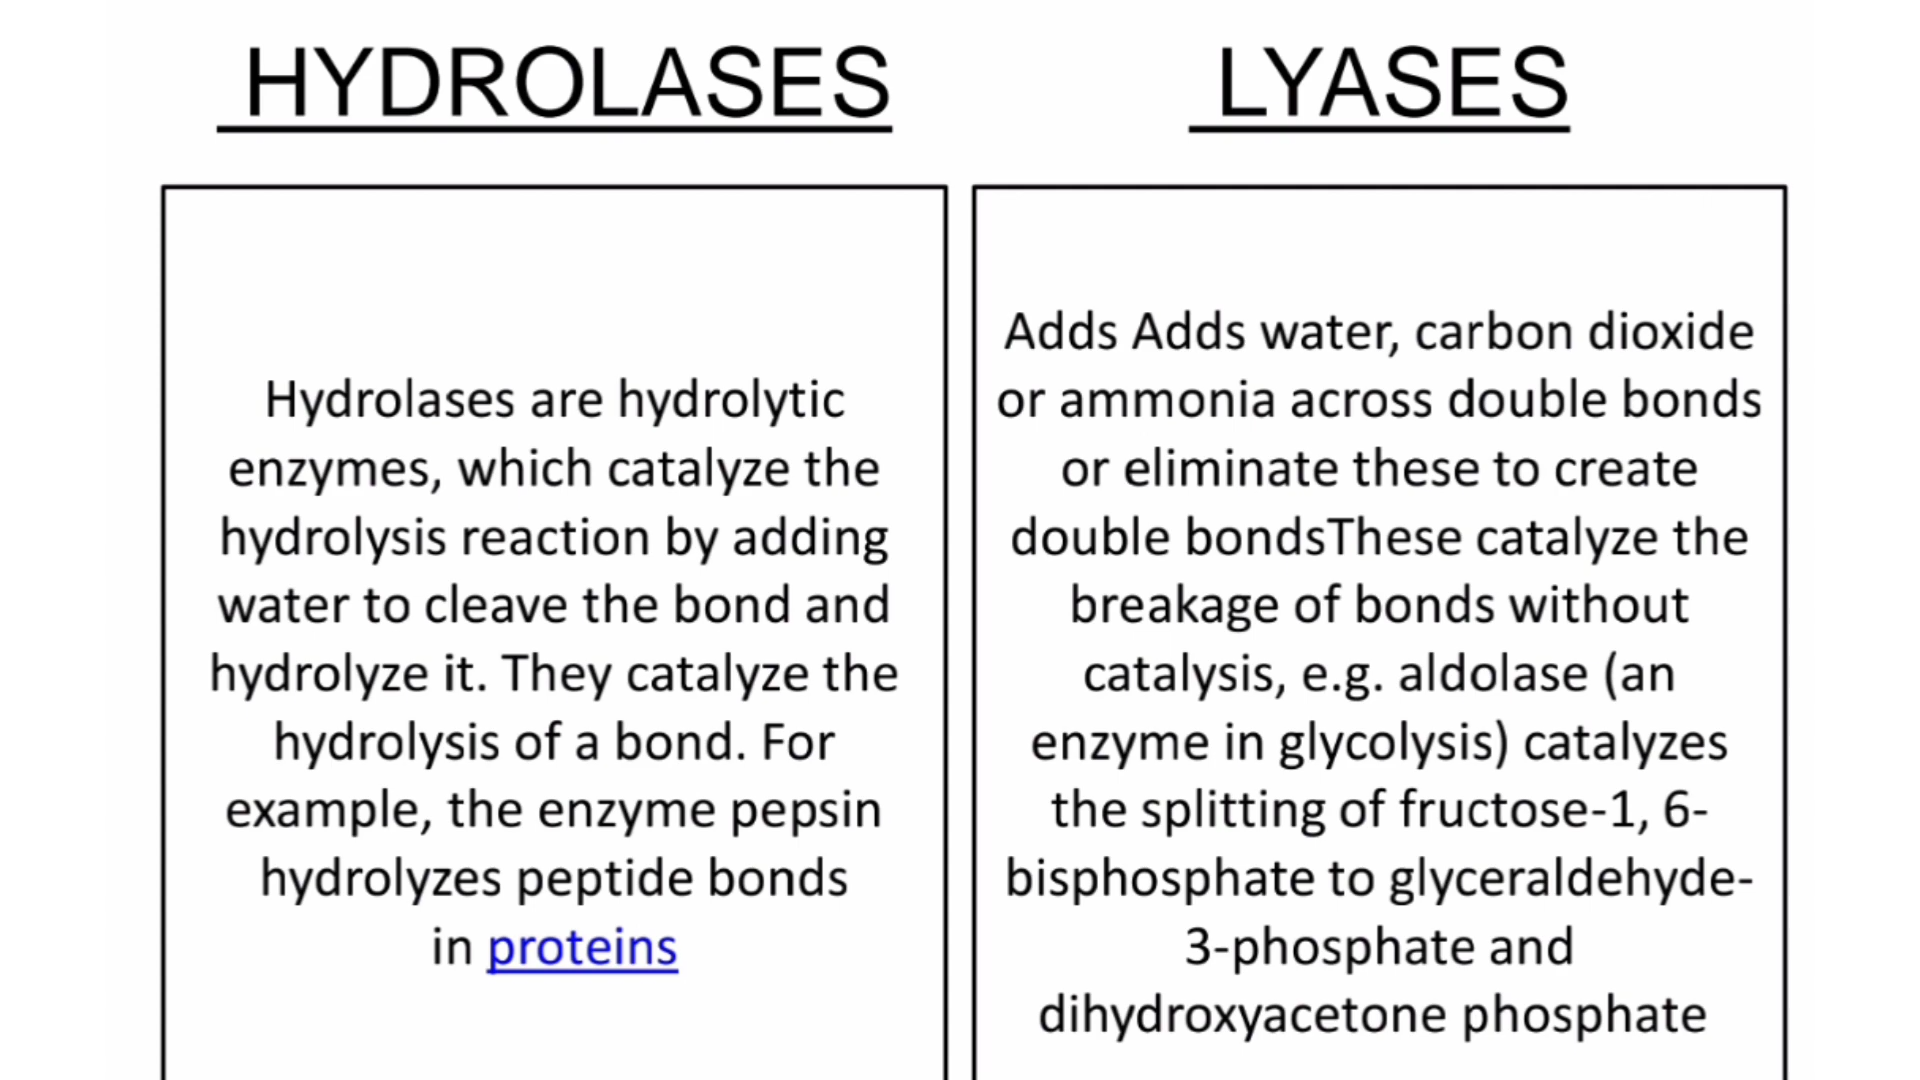 HYDROLASES
LYASES
Hydrolases are hydrolytic
enzymes, which catalyze the
hydrolysis reaction by adding
water to cleave the bond and
hydrolyze it. They catalyze the
hydrolysis of a bond. For
example, the enzyme pepsin
hydrolyzes peptide bonds
in proteins
Adds Adds water, carbon dioxide
or ammonia across double bonds
or eliminate these to create
double bondsThese catalyze the
breakage of bonds without
catalysis, e.g. aldolase (an
enzyme in glycolysis) catalyzes
the splitting of fructose-1, 6-
bisphosphate to glyceraldehyde-
3-phosphate and
dihydroxyacetone phosphate